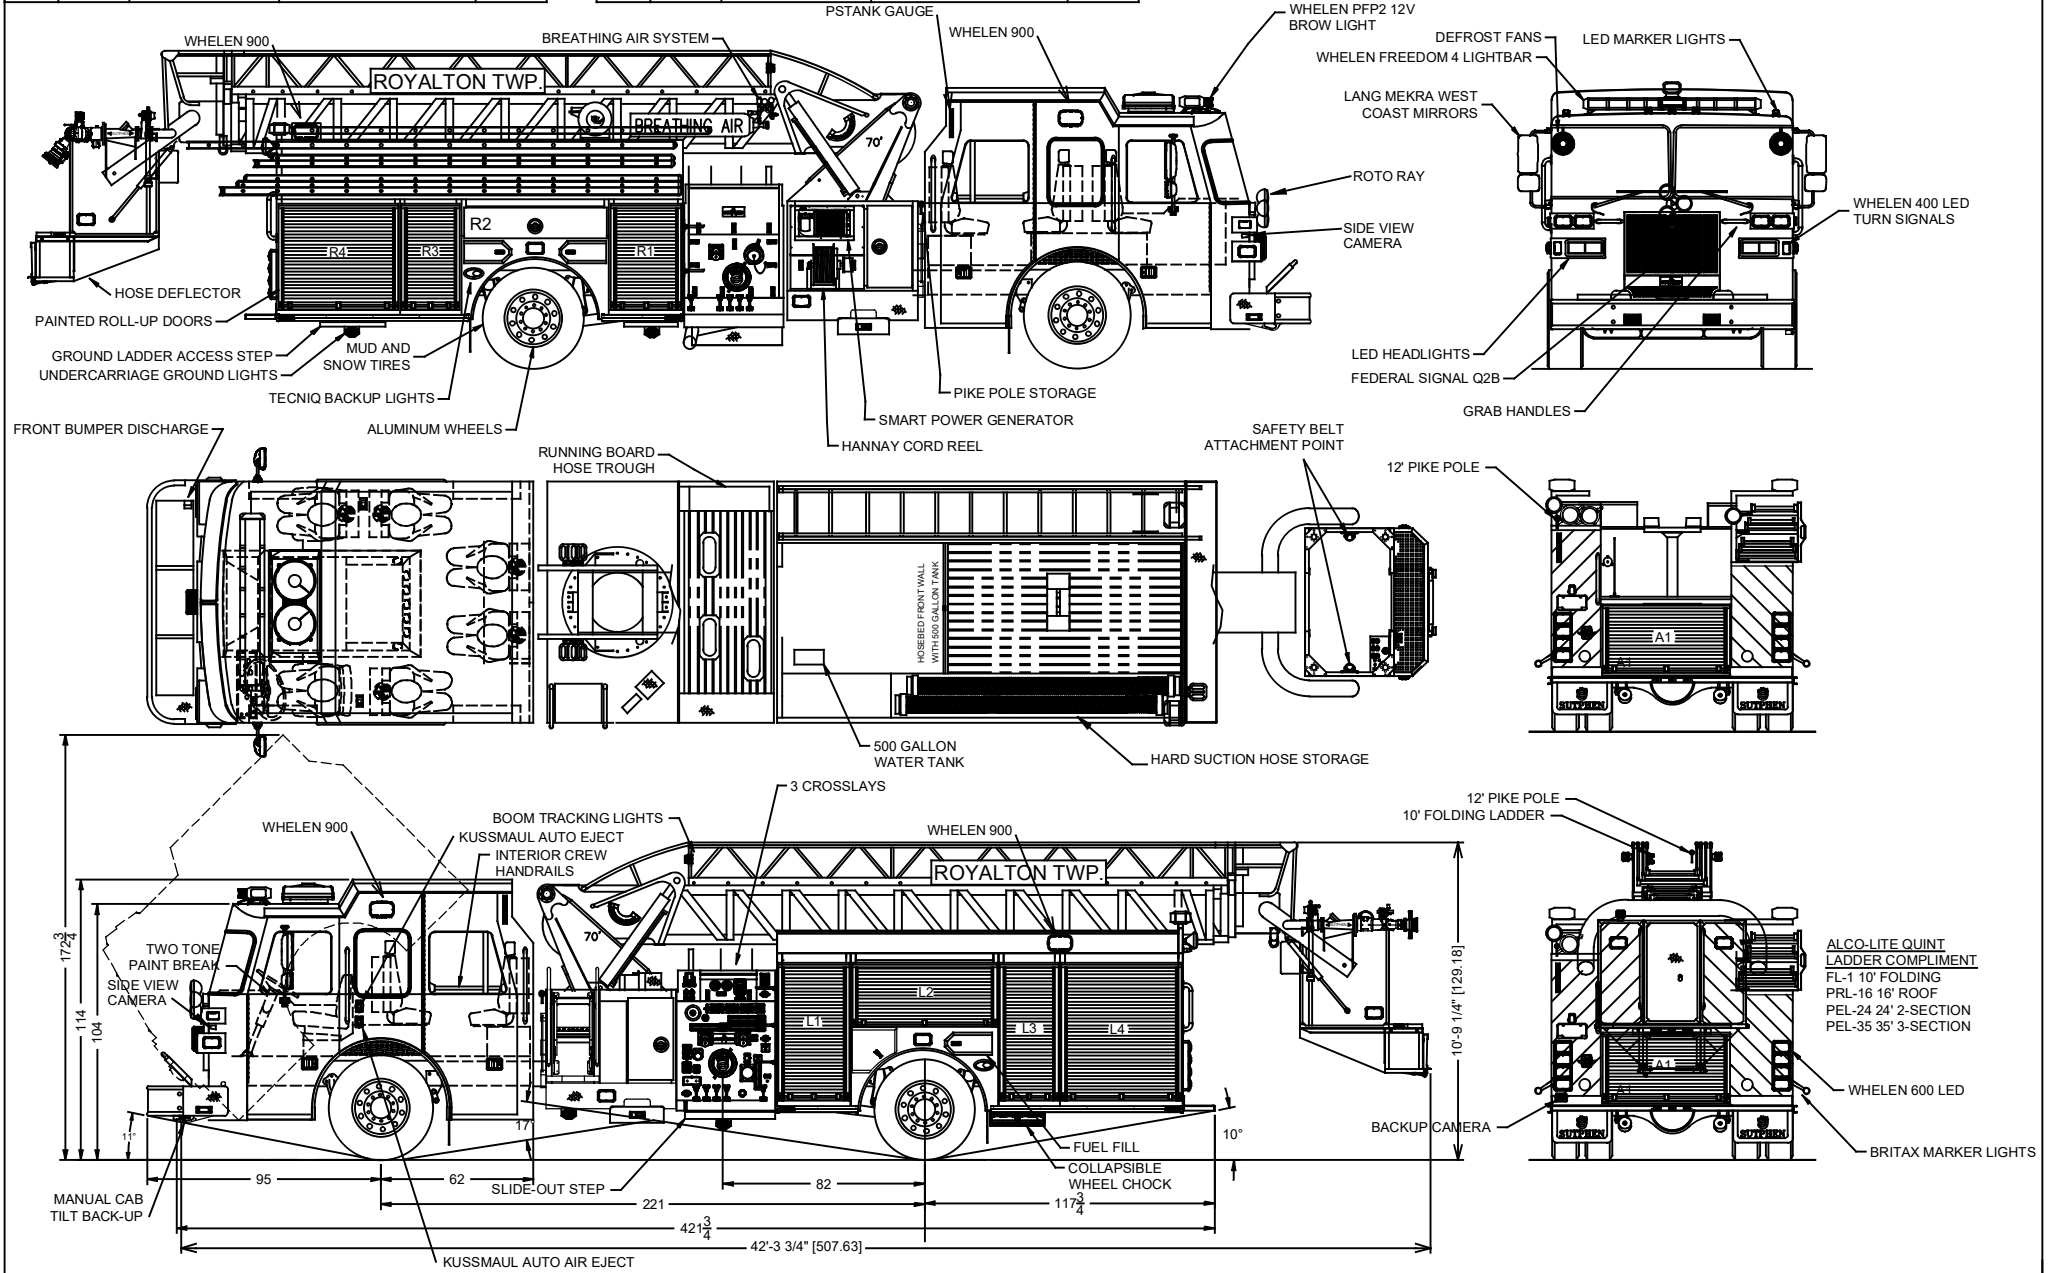 PSTANK GAUGE
WHELEN PFP2 12V
BROW LIGHT
WHELEN 900
BREATHING AIR SYSTEM
WHELEN 900
DEFROST FANS
LED MARKER LIGHTS
WHELEN FREEDOM 4 LIGHTBAR
ROYALTON TWP.
LANG MEKRA WEST
COAST MIRRORS
BREATHING AIR
70°
ROTO RAY
WHELEN 400 LED
TURN SIGNALS
R2
SIDE VIEW
CAMERA
R4
R3
R1
HOSE DEFLECTOR
PAINTED ROLL-UP DOORS
GROUND LADDER ACCESS STEP
MUD AND
SNOW TIRES
LED HEADLIGHTS
UNDERCARRIAGE GROUND LIGHTS
FEDERAL SIGNAL Q2B
TECNIQ BACKUP LIGHTS
PIKE POLE STORAGE
GRAB HANDLES
SMART POWER GENERATOR
FRONT BUMPER DISCHARGE
ALUMINUM WHEELS
HANNAY CORD REEL
SAFETY BELT
ATTACHMENT POINT
RUNNING BOARD
HOSE TROUGH
12' PIKE POLE
HOSEBED FRONT WALL
WITH 500 GALLON TANK
A1
A1
SUTPHEN
SUTPHEN
500 GALLON
WATER TANK
HARD SUCTION HOSE STORAGE
3 CROSSLAYS
12' PIKE POLE
10' FOLDING LADDER
BOOM TRACKING LIGHTS
WHELEN 900
KUSSMAUL AUTO EJECT
WHELEN 900
INTERIOR CREW
HANDRAILS
ROYALTON TWP.
70°
172 3/4
114
104
TWO TONE
PAINT BREAK
SIDE VIEW
CAMERA
L1
L2
L3
L4
10'-9 1/4" [129.18]
ALCO-LITE QUINT
LADDER COMPLIMENT
FL-1 10' FOLDING
PRL-16 16' ROOF
PEL-24 24' 2-SECTION
PEL-35 35' 3-SECTION
8
A1
A1
WHELEN 600 LED
BACKUP CAMERA
SUTPHEN
SUTPHEN
BRITAX MARKER LIGHTS
11°
17°
10°
FUEL FILL
COLLAPSIBLE
WHEEL CHOCK
95
62
SLIDE-OUT STEP
82
MANUAL CAB
TILT BACK-UP
221
117 3/4
421 3/4
42'-3 3/4" [507.63]
KUSSMAUL AUTO AIR EJECT